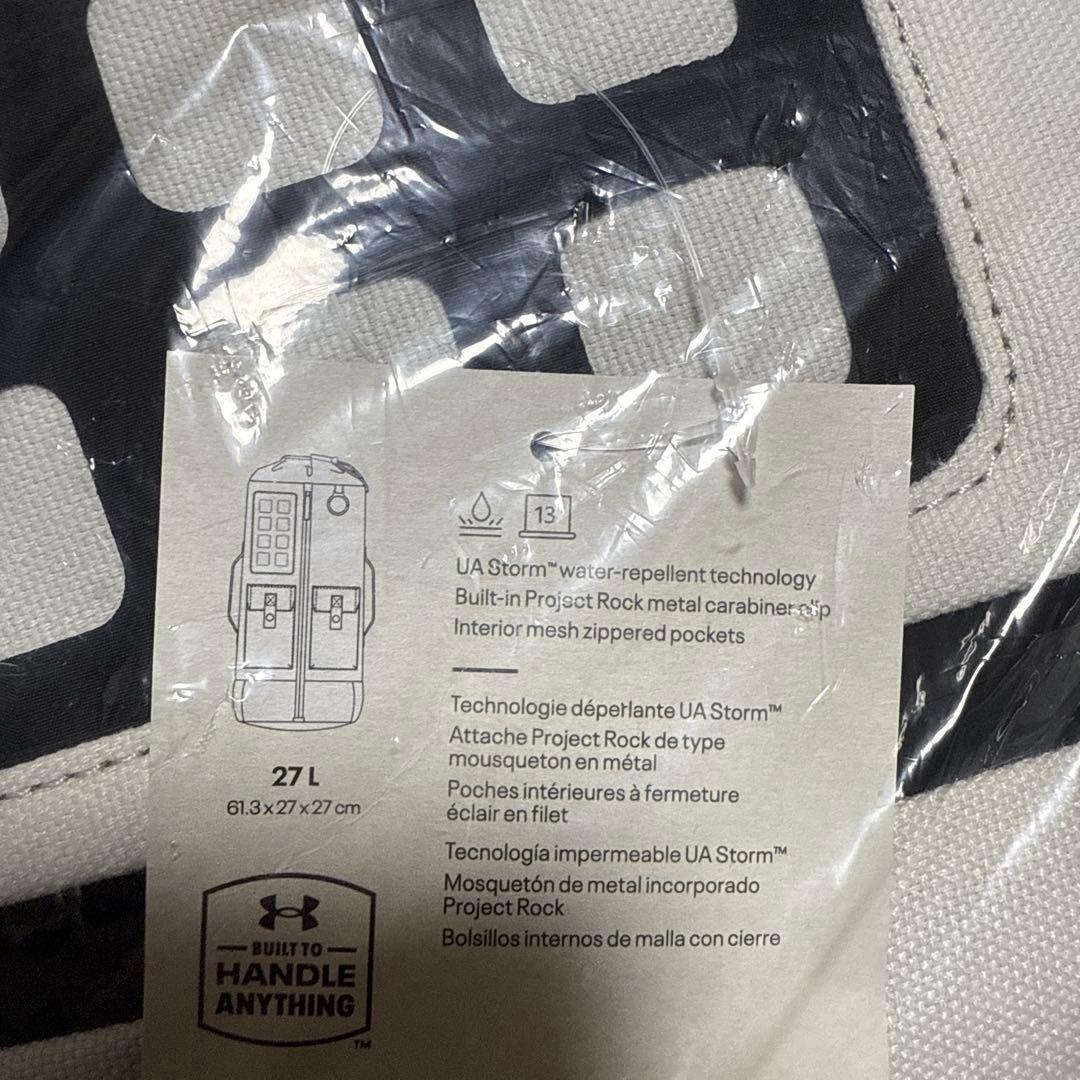 13
UA Storm™ water-repellent technology
Built-in Project Rock metal carabiner clip
Interior mesh zippered pockets
Technologie déperlante UA Storm™
Attache Project Rock de type
mousqueton en métal
Poches intérieures à fermeture
éclair en filet
Tecnología impermeable UA Storm™
Mosquetón de metal incorporado
Project Rock
Bolsillos internos de malla con cierre
27 L
61.3 x 27 x 27 cm
BUILT TO
HANDLE
ANYTHING
TM